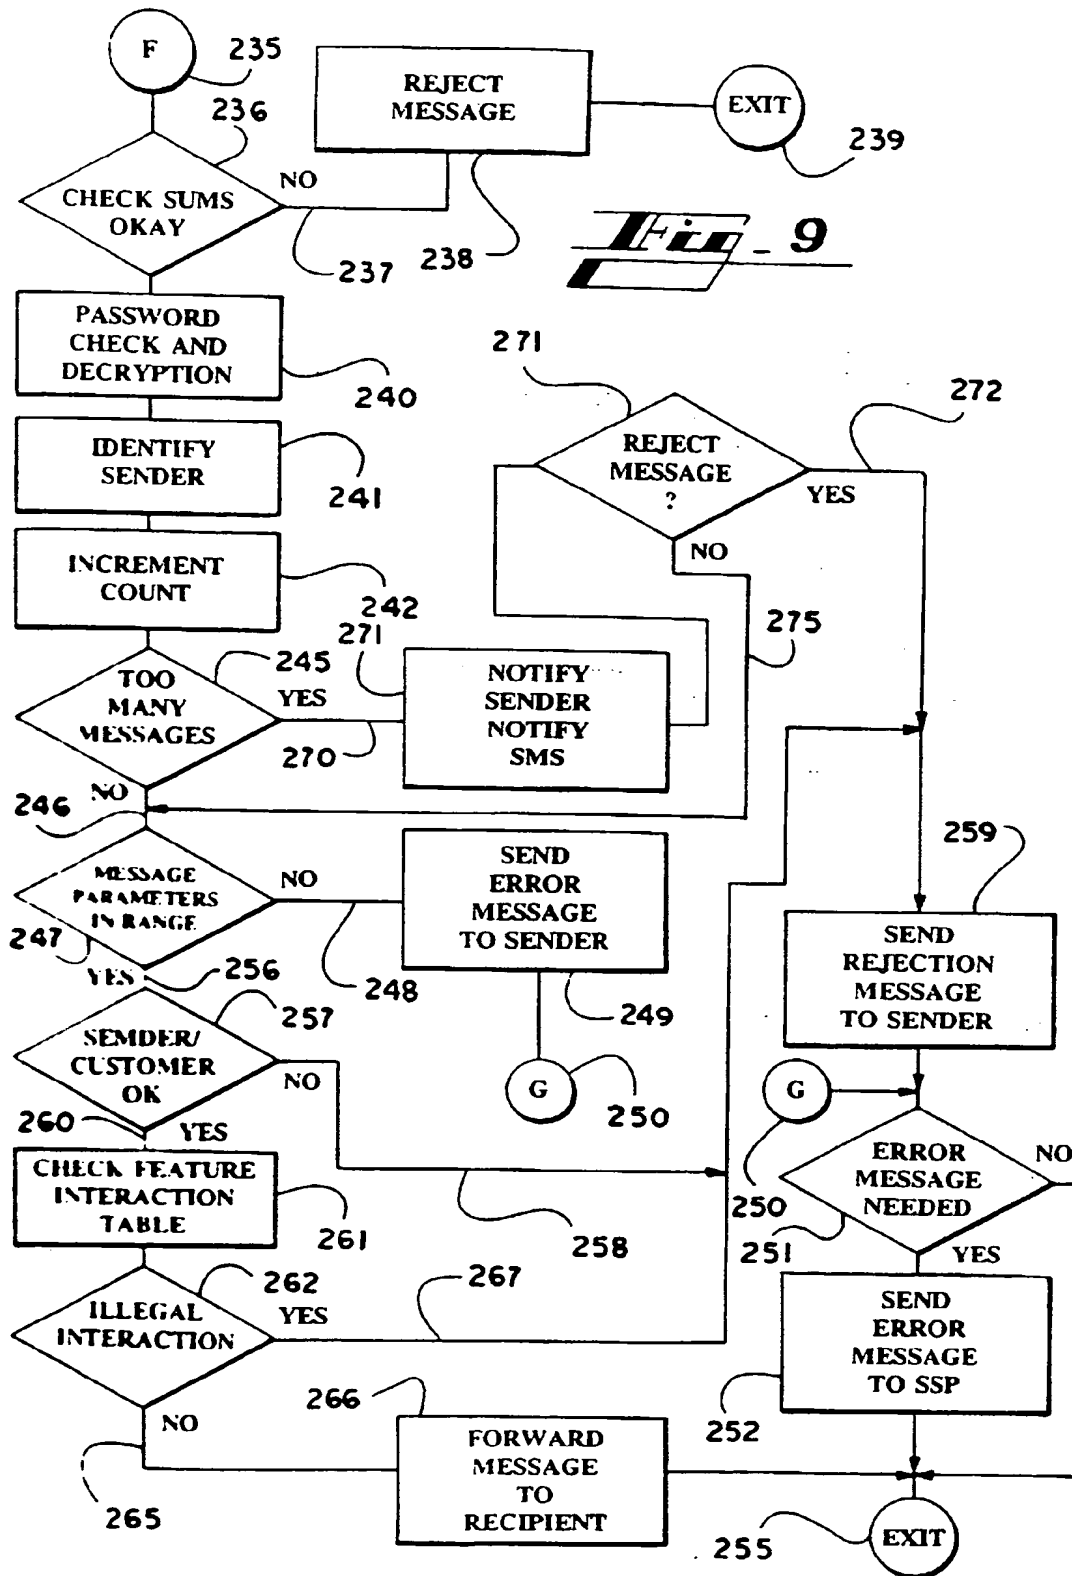 F
235
236
REJECT
MESSAGE
EXIT
239
CHECK SUMS
OKAY
NO
237
238
Fig_9
PASSWORD
CHECK AND
DECRYPTION
240
271
272
REJECT
MESSAGE
?
YES
NO
IDENTIFY
SENDER
241
INCREMENT
COUNT
242
271
275
TOO
MANY
MESSAGES
245
YES
270
NOTIFY
SENDER
NOTIFY
SMS
NO
246
MESSAGE
PARAMETERS
IN RANGE
NO
247
248
SEND
ERROR
MESSAGE
TO SENDER
249
259
SEND
REJECTION
MESSAGE
TO SENDER
YES
256
257
SEMDER/
CUSTOMER
OK
NO
G
250
G
250
260
YES
CHECK FEATURE
INTERACTION
TABLE
261
258
ERROR
MESSAGE
NEEDED
NO
251
YES
262
ILLEGAL
INTERACTION
YES
267
SEND
ERROR
MESSAGE
TO SSP
252
NO
265
266
FORWARD
MESSAGE
TO
RECIPIENT
255
EXIT